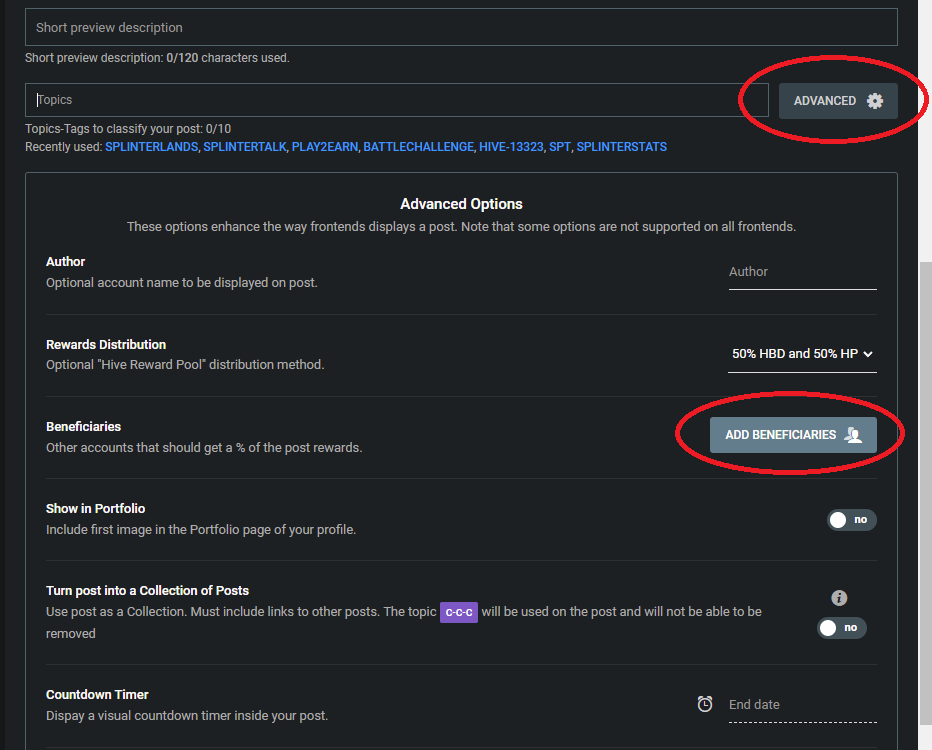 Short preview description
Short preview description: 0/120 characters used.
Topics
ADVANCED
Topics-Tags to classify your post: 0/10
Recently used: SPLINTERLANDS, SPLINTERTALK, PLAY2EARN, BATTLECHALLENGE, HIVE-13323, SPT, SPLINTERSTATS
Advanced Options
These options enhance the way frontends displays a post. Note that some options are not supported on all frontends.
Author
Optional account name to be displayed on post.
Author
Rewards Distribution
Optional "Hive Reward Pool" distribution method.
50% HBD and 50% HP
Beneficiaries
Other accounts that should get a % of the post rewards.
ADD BENEFICIARIES
Show in Portfolio
Include first image in the Portfolio page of your profile.
no
Turn post into a Collection of Posts
Use post as a Collection. Must include links to other posts. The topic C-C-C will be used on the post and will not be able to be
removed
no
Countdown Timer
Dispay a visual countdown timer inside your post.
End date